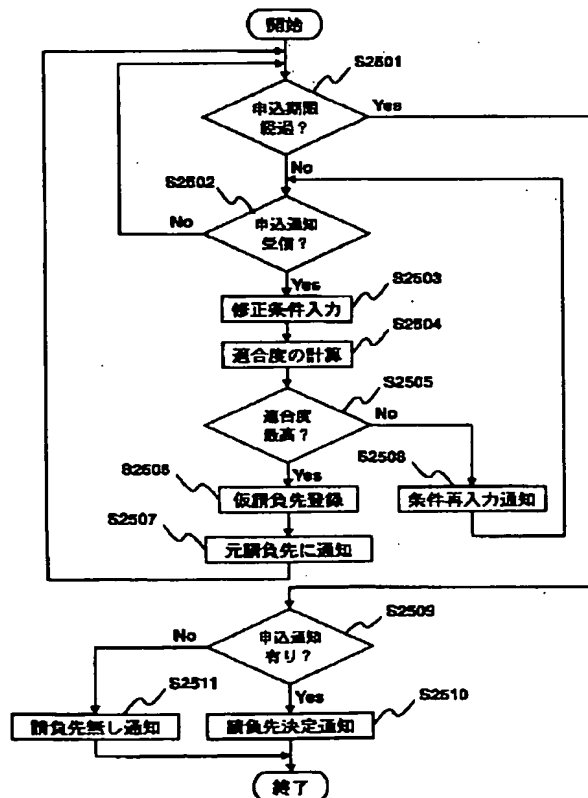 開始
S2501
申込期限
経過？
Yes
No
S2502
申込通知
受信？
No
Yes
S2503
修正条件入力
S2504
適合度の計算
S2505
適合度
最高？
No
Yes
S2506
仮請負先登録
S2508
条件再入力通知
S2507
元請負先に通知
S2509
申込通知
有り？
No
Yes
S2511
請負先無し通知
S2510
請負先決定通知
終了